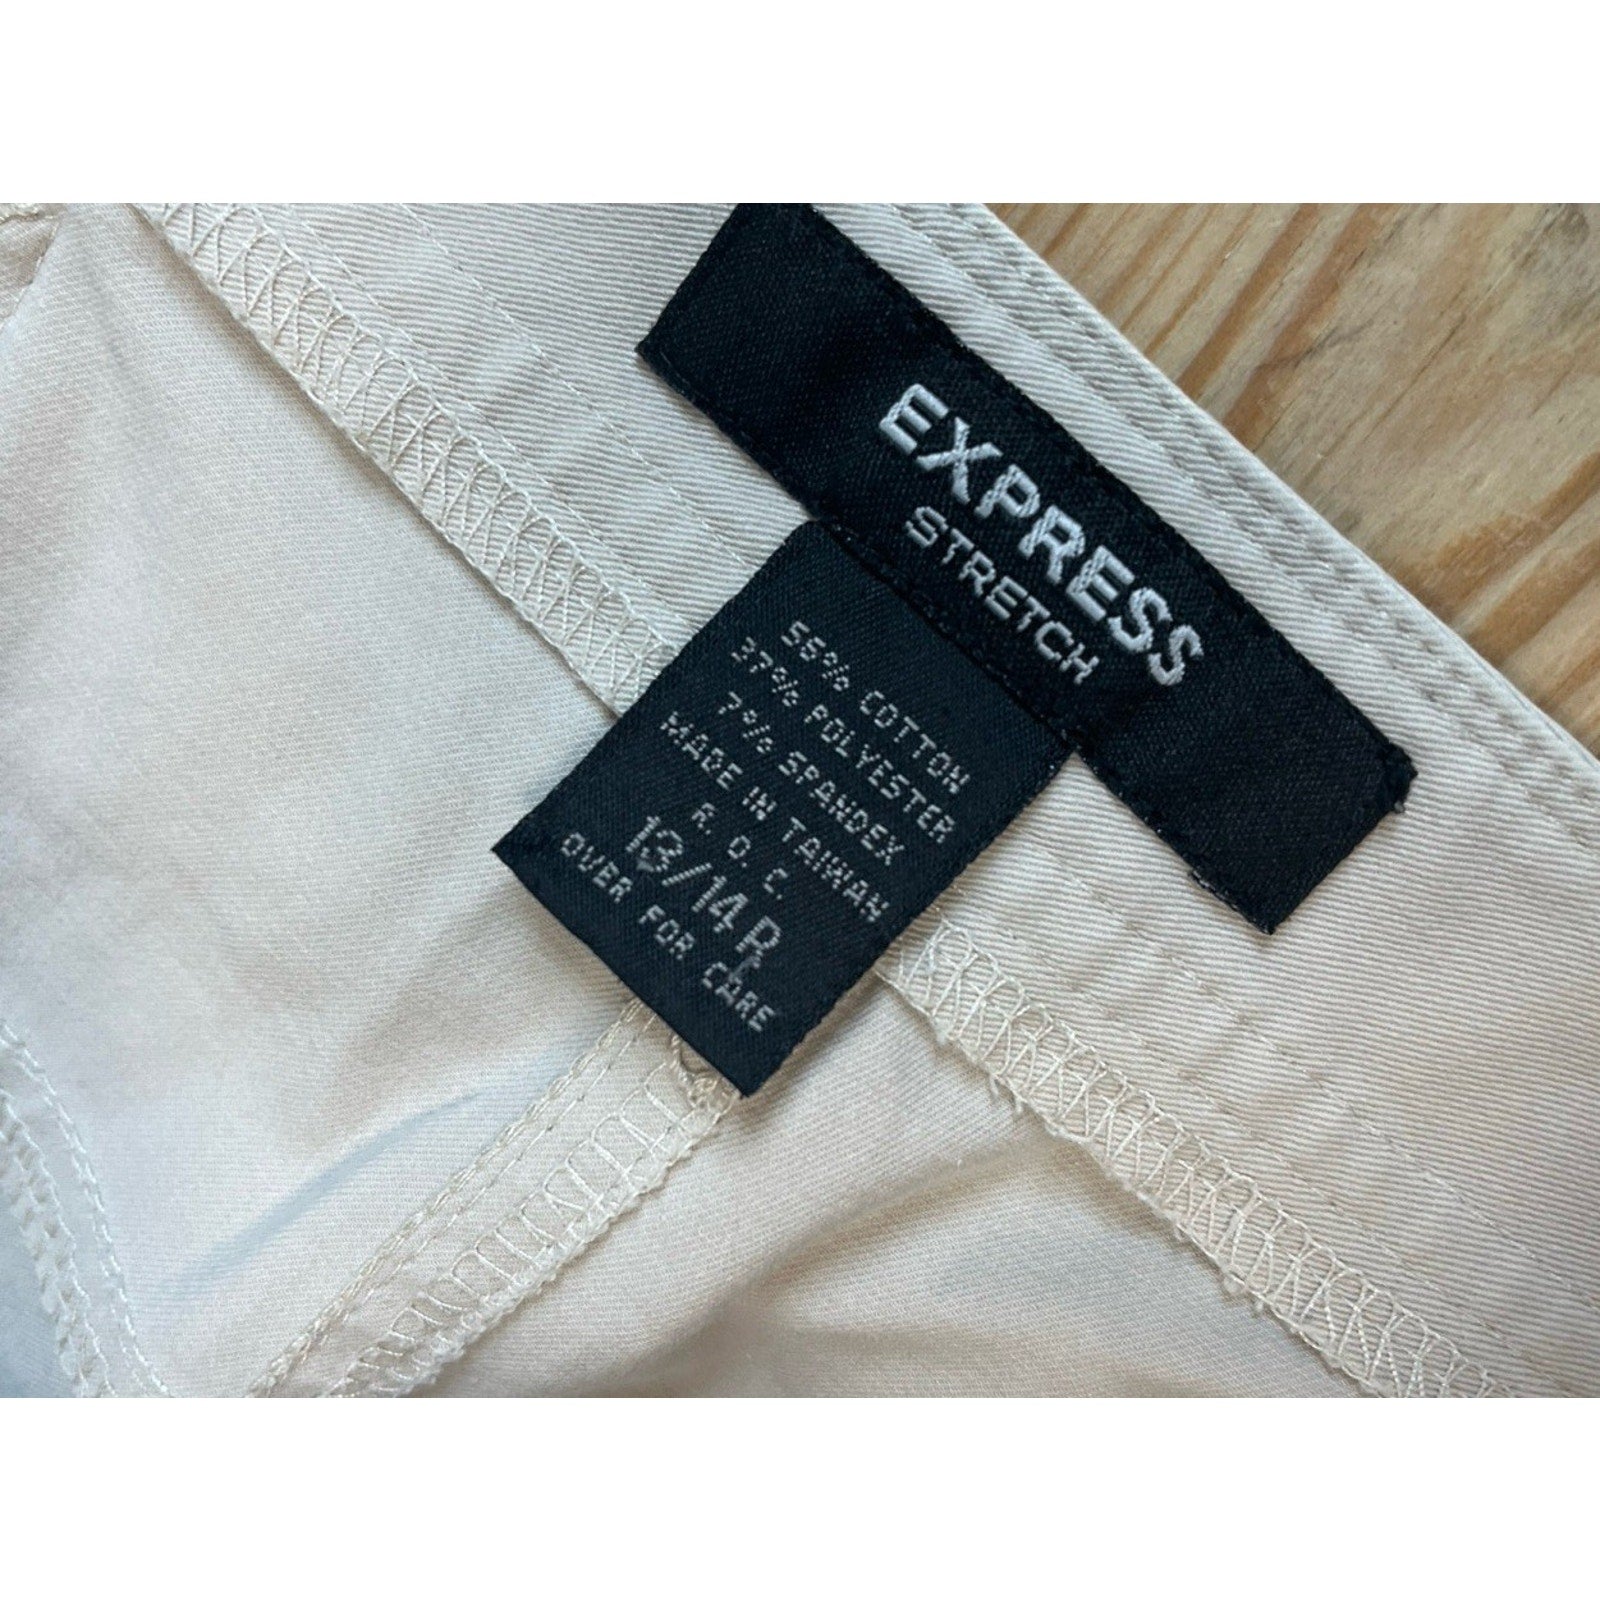 EXPRESS
STRETCH
55% COTTON
37% POLYESTER
7% SPANDEX
MADE IN TAIWAN
R. O. C.
13/14 R
OVER FOR CARE